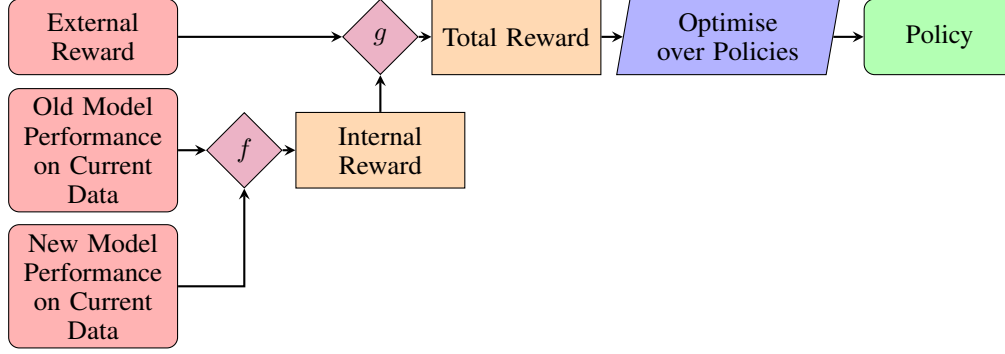 External
Reward
g
Total Reward
Optimise
over Policies
Policy
Old Model
Performance
on Current
Data
f
Internal
Reward
New Model
Performance
on Current
Data